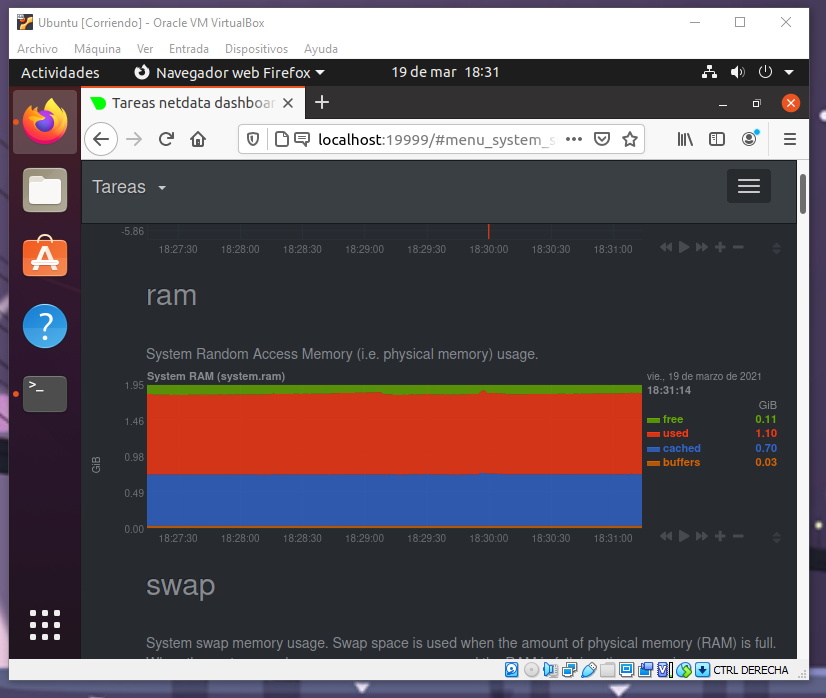 Ubuntu [Corriendo] - Oracle VM VirtualBox
Archivo Máquina Ver Entrada Dispositivos Ayuda
Actividades Navegador web Firefox 19 de mar 18:31
Tareas netdata dashboar
localhost:19999/#menu_system_s
Tareas
-5.86
18:27:30 18:28:00 18:28:30 18:29:00 18:29:30 18:30:00 18:30:30 18:31:00
ram
System Random Access Memory (i.e. physical memory) usage.
System RAM (system.ram)
vie., 19 de marzo de 2021
18:31:14
GiB
free 0.11
used 1.10
cached 0.70
buffers 0.03
1.95
1.46
0.98
0.49
0.00
GiB
18:27:30 18:28:00 18:28:30 18:29:00 18:29:30 18:30:00 18:30:30 18:31:00
swap
System swap memory usage. Swap space is used when the amount of physical memory (RAM) is full.
CTRL DERECHA